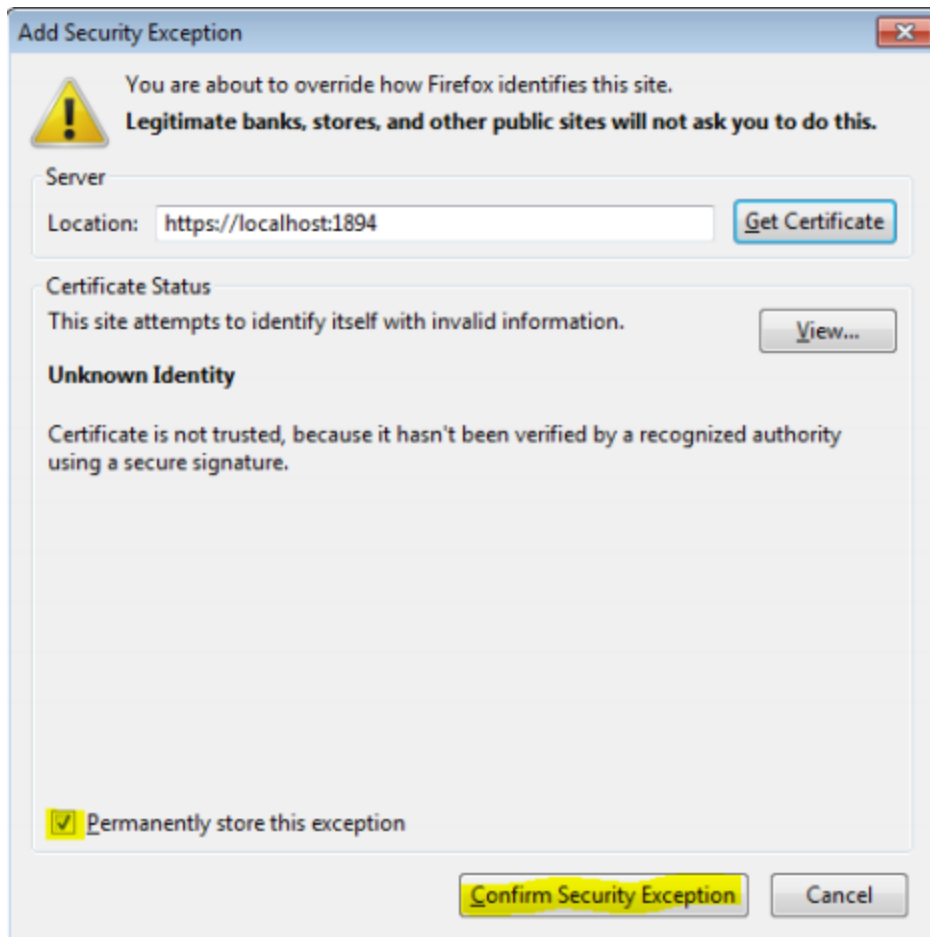 Add Security Exception
You are about to override how Firefox identifies this site.
Legitimate banks, stores, and other public sites will not ask you to do this.
Server
Location: https://localhost:1894 Get Certificate
Certificate Status
This site attempts to identify itself with invalid information. View...
Unknown Identity
Certificate is not trusted, because it hasn't been verified by a recognized authority
using a secure signature.
Permanently store this exception
Confirm Security Exception Cancel